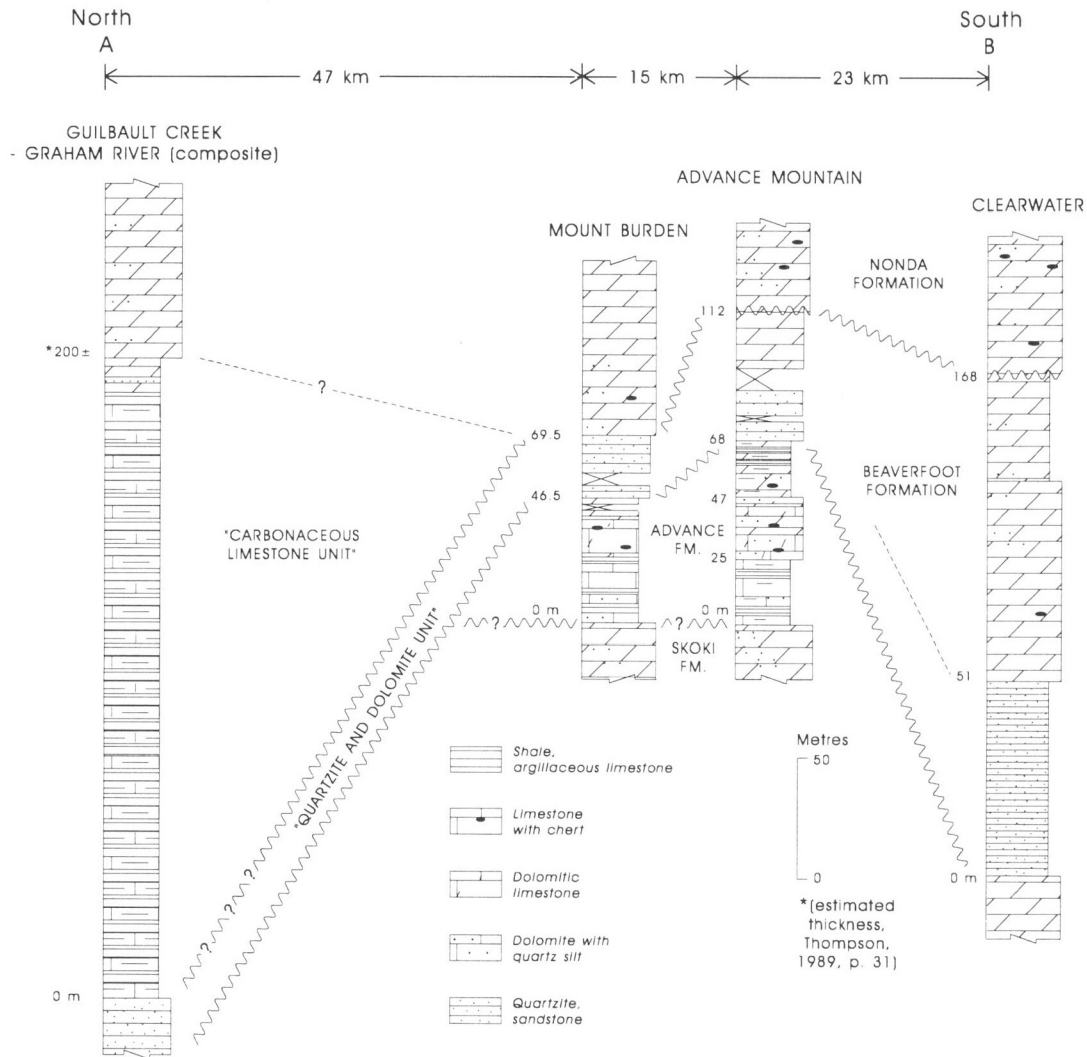 North
A
South
B
47 km
15 km
23 km
GUILBAULT CREEK
- GRAHAM RIVER (composite)
ADVANCE MOUNTAIN
CLEARWATER
MOUNT BURDEN
NONDA
FORMATION
112
*200±
?
168
69.5
68
BEAVERFOOT
FORMATION
46.5
47
"CARBONACEOUS
LIMESTONE UNIT"
ADVANCE
FM.
25
0 m
0 m
?
?
SKOKI
FM.
51
"QUARTZITE AND DOLOMITE UNIT"
?
?
?
Shale,
argillaceous limestone
Limestone
with chert
Dolomitic
limestone
Dolomite with
quartz silt
Quartzite,
sandstone
Metres
50
0
*(estimated
thickness,
Thompson,
1989, p. 31)
0 m
0 m